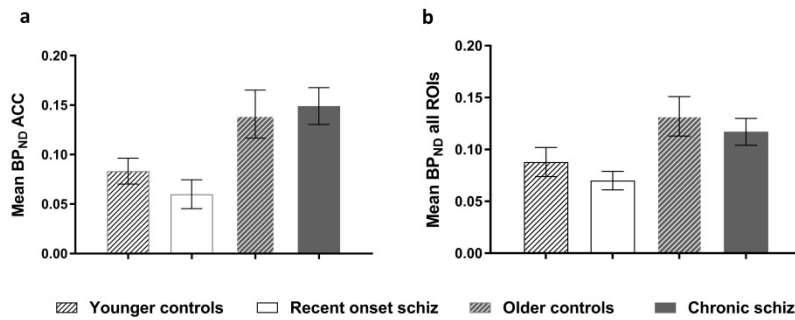 a
Mean BPND ACC
0.20
0.15
0.10
0.05
0.00
b
Mean BPND all ROIs
0.20
0.15
0.10
0.05
0.00
Younger controls
Recent onset schiz
Older controls
Chronic schiz